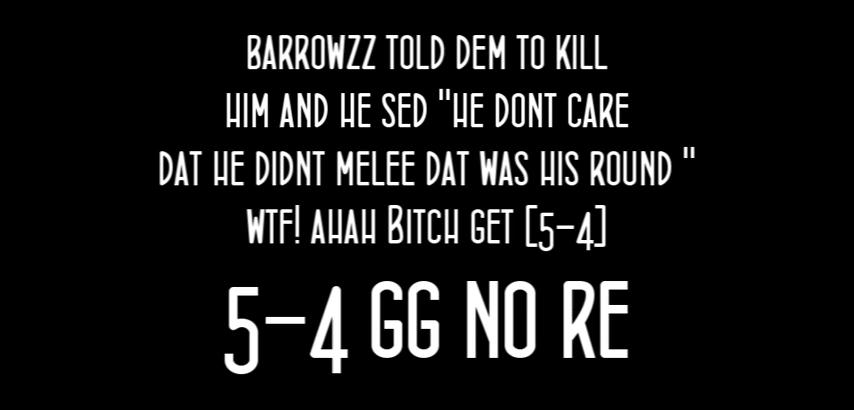 BARROWZZ TOLD DEM TO KILL
HIM AND HE SED "HE DONT CARE
DAT HE DIDNT MELEE DAT WAS HIS ROUND "
WTF! AHAH BITCH GET [5-4]
5-4 GG NO RE